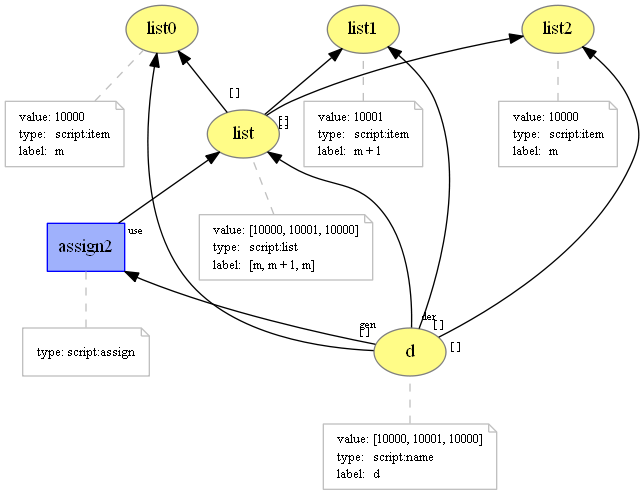 list0
list1
list2
[ ]
value: 10000
type: script:item
label: m
list
[ ]
[ ]
value: 10001
type: script:item
label: m + 1
value: 10000
type: script:item
label: m
use
assign2
value: [10000, 10001, 10000]
type: script:list
label: [m, m + 1, m]
gen
[ ]
der
[ ]
[ ]
type: script:assign
d
value: [10000, 10001, 10000]
type: script:name
label: d